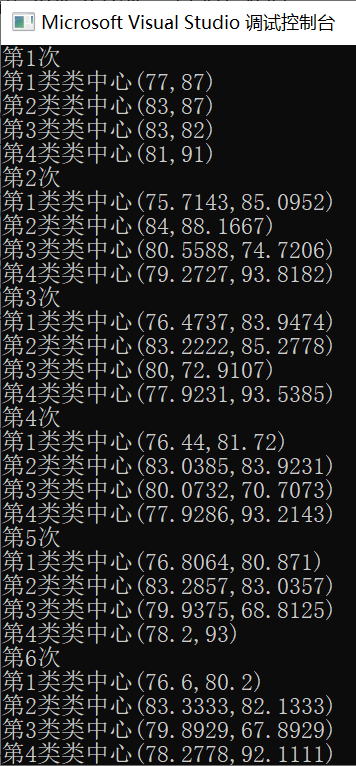 Microsoft Visual Studio 调试控制台
第1次
第1类类中心(77,87)
第2类类中心(83,87)
第3类类中心(83,82)
第4类类中心(81,91)
第2次
第1类类中心(75.7143,85.0952)
第2类类中心(84,88.1667)
第3类类中心(80.5588,74.7206)
第4类类中心(79.2727,93.8182)
第3次
第1类类中心(76.4737,83.9474)
第2类类中心(83.2222,85.2778)
第3类类中心(80,72.9107)
第4类类中心(77.9231,93.5385)
第4次
第1类类中心(76.44,81.72)
第2类类中心(83.0385,83.9231)
第3类类中心(80.0732,70.7073)
第4类类中心(77.9286,93.2143)
第5次
第1类类中心(76.8064,80.871)
第2类类中心(83.2857,83.0357)
第3类类中心(79.9375,68.8125)
第4类类中心(78.2,93)
第6次
第1类类中心(76.6,80.2)
第2类类中心(83.3333,82.1333)
第3类类中心(79.8929,67.8929)
第4类类中心(78.2778,92.1111)